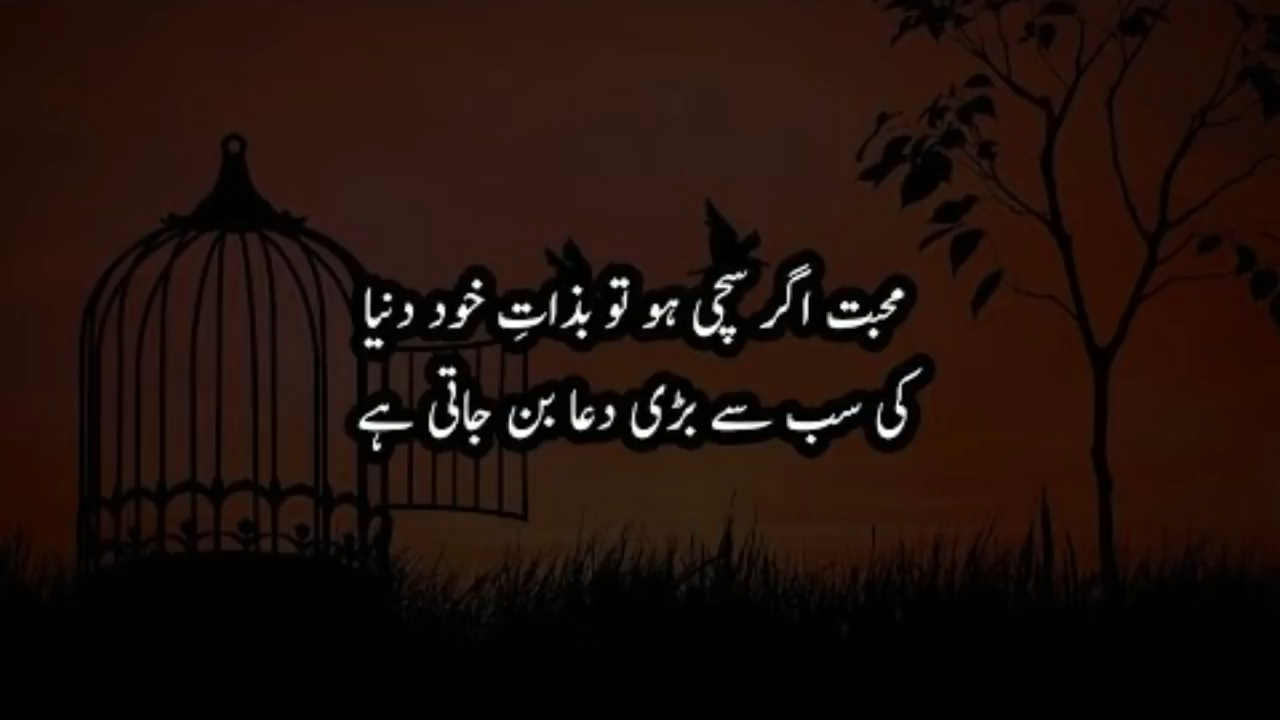 محبت اگر سچی ہو تو بذاتِ خود دنیا
کی سب سے بڑی دعا بن جاتی ہے